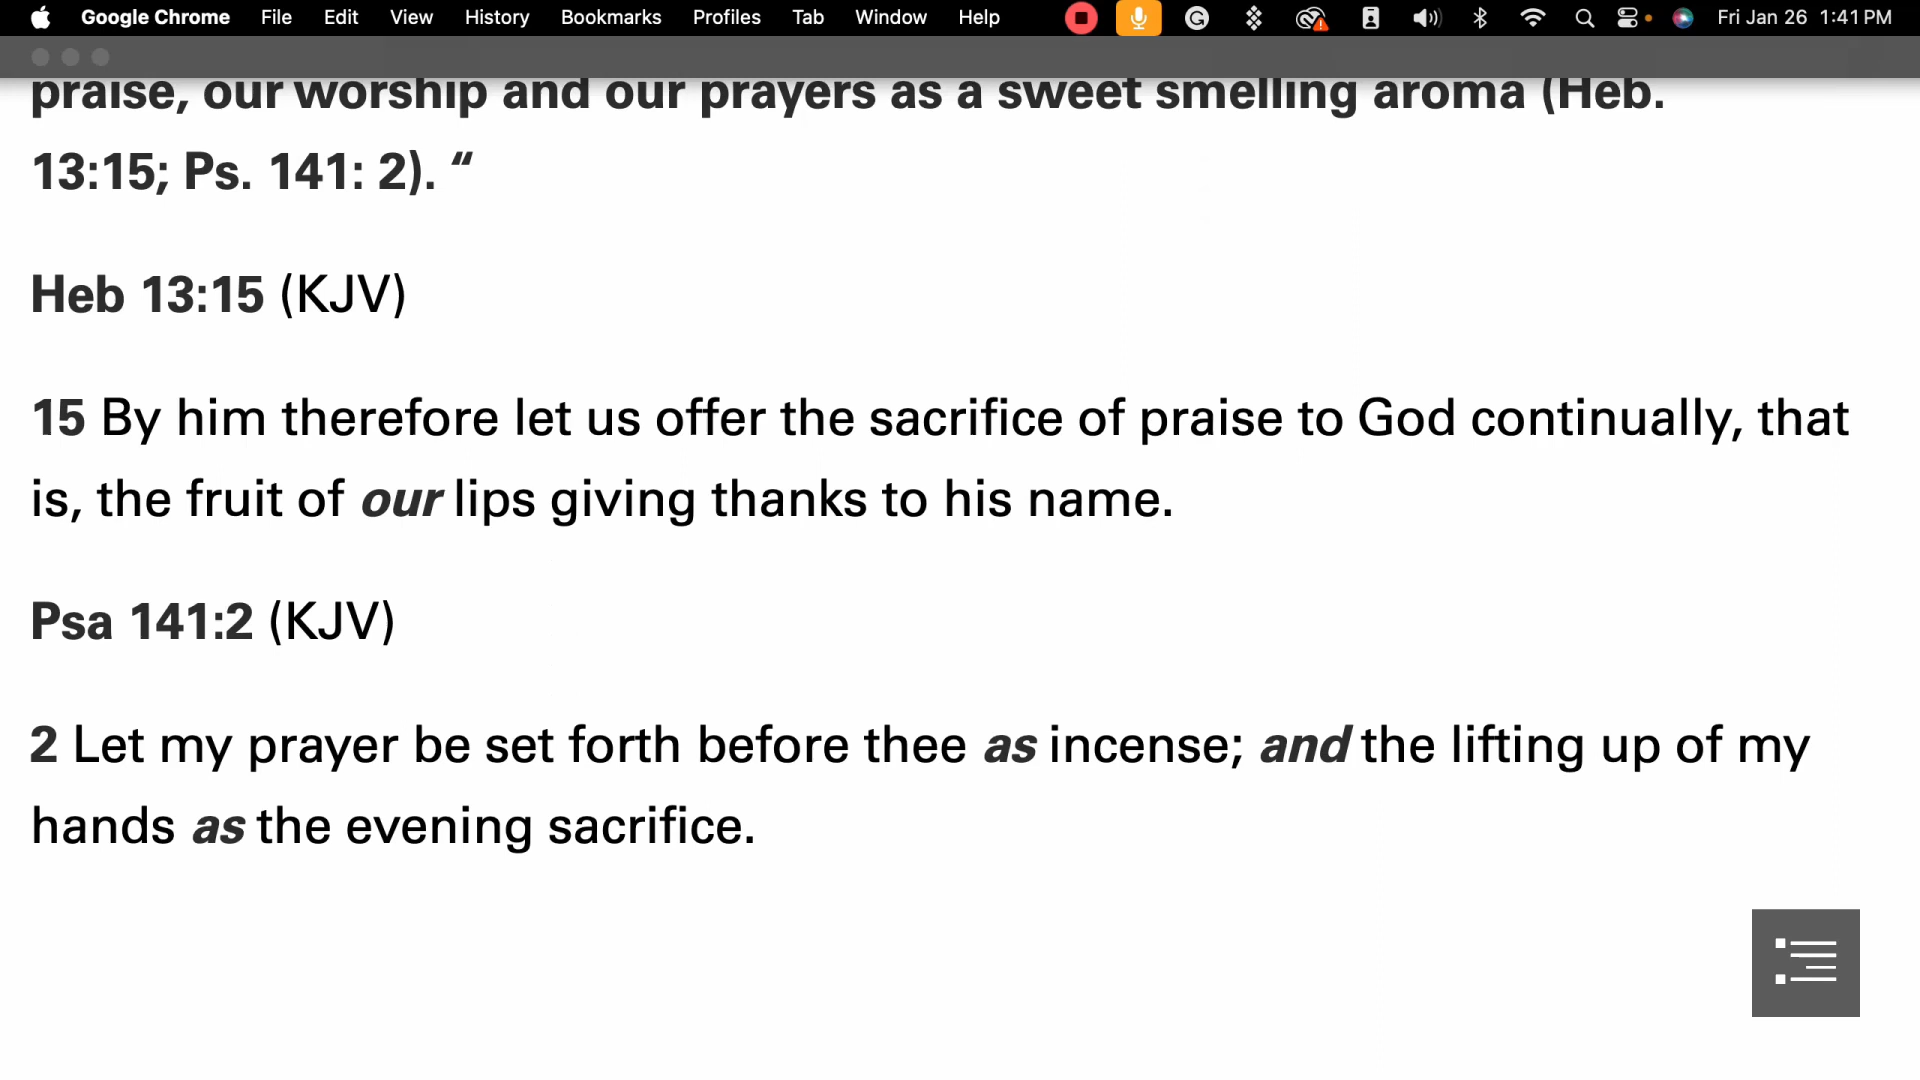 Google Chrome File Edit View History Bookmarks Profiles Tab Window Help Fri Jan 26 1:41 PM
praise, our worship and our prayers as a sweet smelling aroma (Heb.
13:15; Ps. 141: 2). “
Heb 13:15 (KJV)
15 By him therefore let us offer the sacrifice of praise to God continually, that
is, the fruit of our lips giving thanks to his name.
Psa 141:2 (KJV)
2 Let my prayer be set forth before thee as incense; and the lifting up of my
hands as the evening sacrifice.